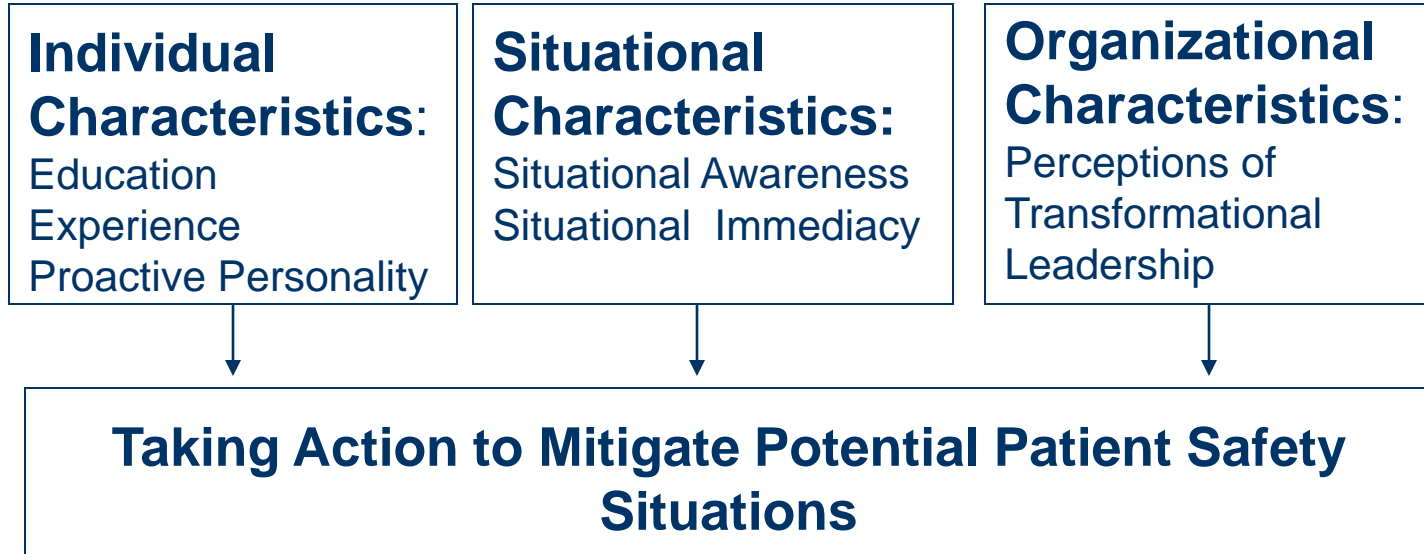 Individual
Characteristics:
Education
Experience
Proactive Personality
Situational
Characteristics:
Situational Awareness
Situational Immediacy
Organizational
Characteristics:
Perceptions of
Transformational
Leadership
Taking Action to Mitigate Potential Patient Safety
Situations